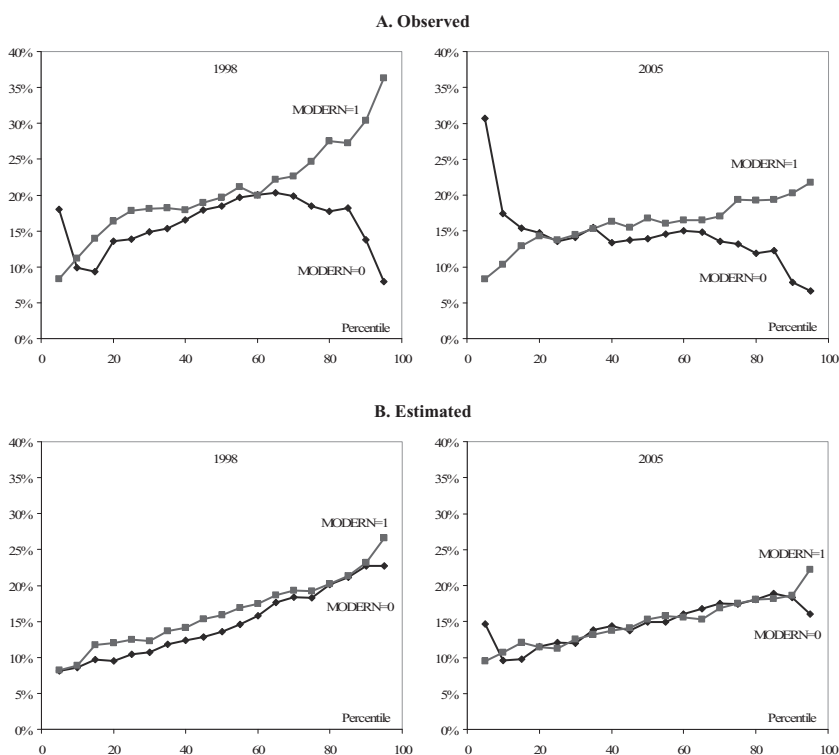 A. Observed
40%
35%
30%
25%
20%
15%
10%
5%
0%
1998
MODERN=1
MODERN=0
Percentile
0 20 40 60 80 100
40%
35%
30%
25%
20%
15%
10%
5%
0%
2005
MODERN=1
MODERN=0
Percentile
0 20 40 60 80 100
B. Estimated
40%
35%
30%
25%
20%
15%
10%
5%
0%
1998
MODERN=1
MODERN=0
Percentile
0 20 40 60 80 100
40%
35%
30%
25%
20%
15%
10%
5%
0%
2005
MODERN=1
MODERN=0
Percentile
0 20 40 60 80 100